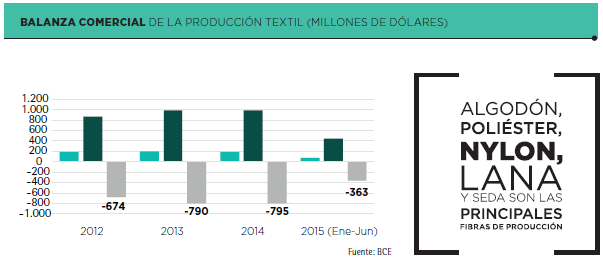 BALANZA COMERCIAL DE LA PRODUCCIÓN TEXTIL (MILLONES DE DÓLARES)
1.200
1.000
800
600
400
200
0
-200
-400
-600
-800
-1.000
-674
-790
-795
-363
2012
2013
2014
2015 (Ene-Jun)
Fuente: BCE
ALGODÓN,
POLIÉSTER,
NYLON,
LANA
Y SEDA SON LAS
PRINCIPALES
FIBRAS DE PRODUCCIÓN